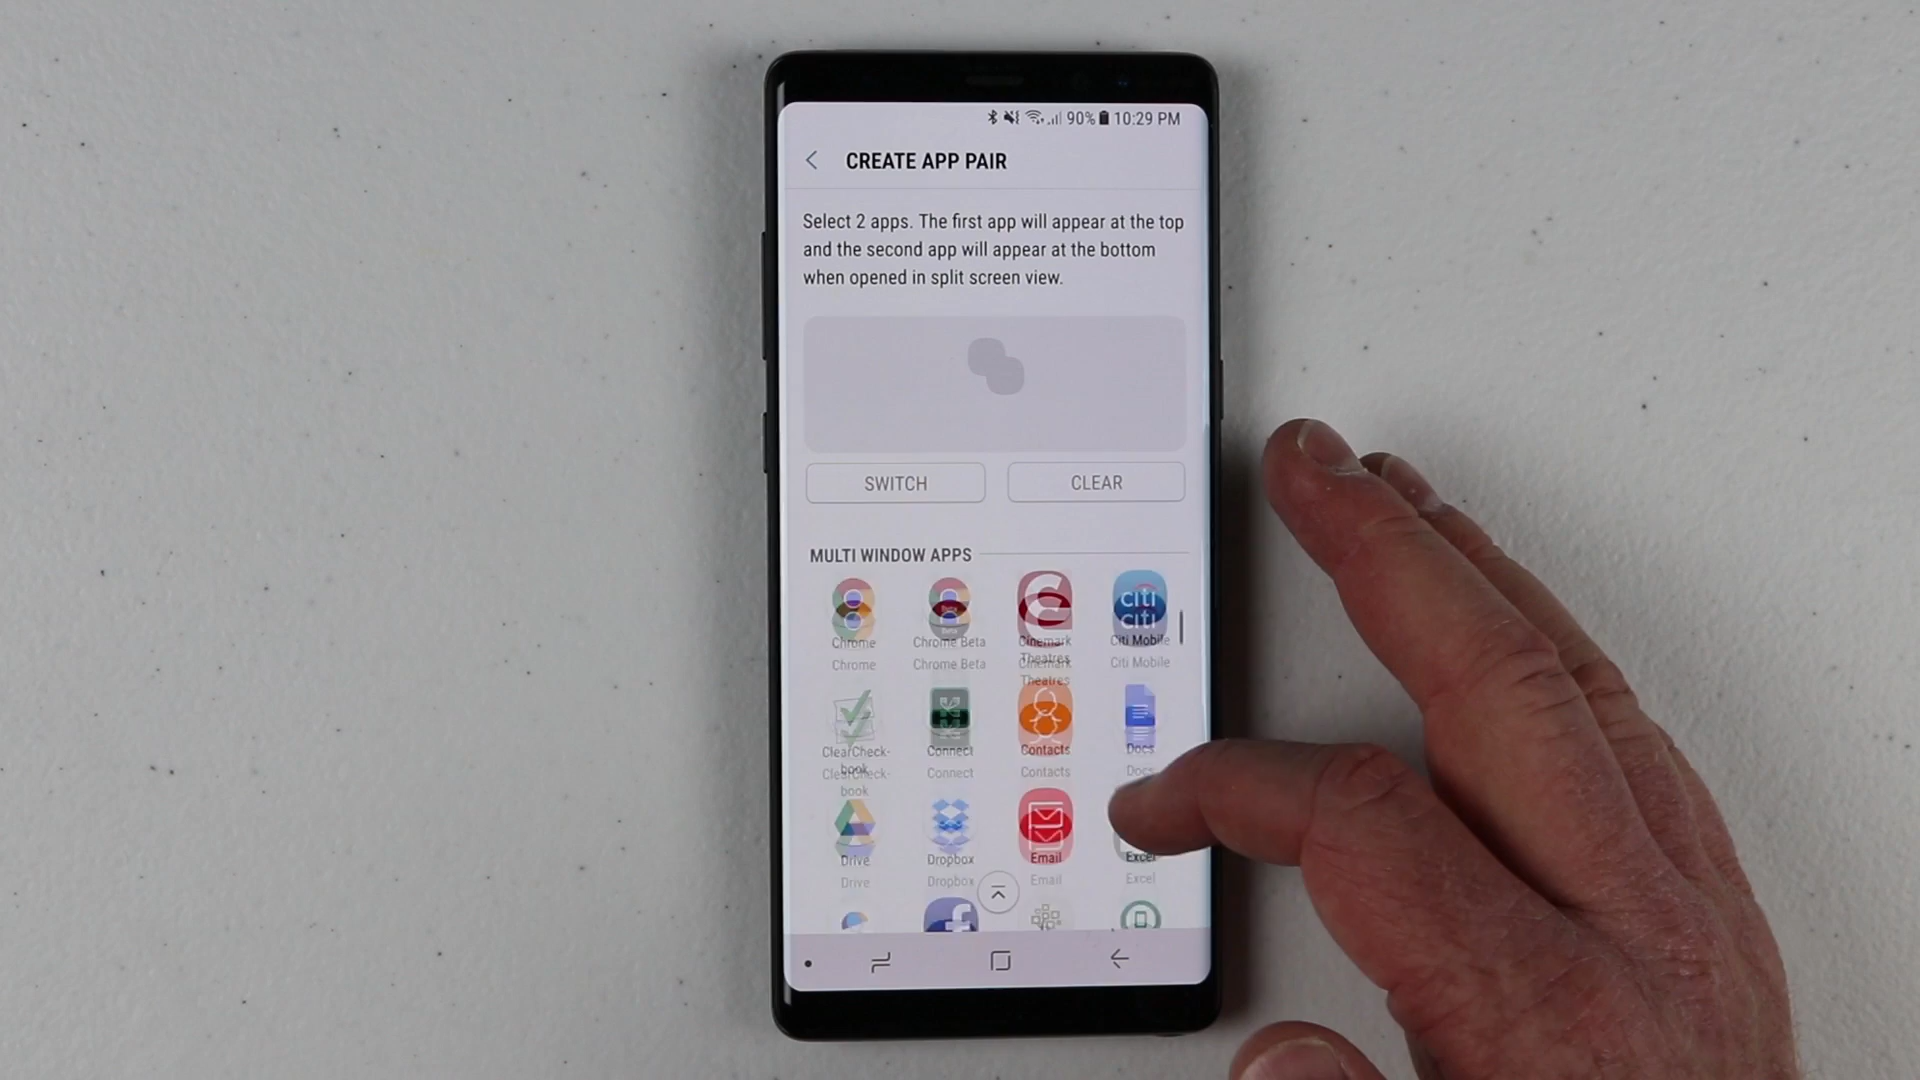 90% 10:29 PM
CREATE APP PAIR
Select 2 apps. The first app will appear at the top
and the second app will appear at the bottom
when opened in split screen view.
SWITCH CLEAR
MULTI WINDOW APPS
citi
citi
Beta
Chrome Chrome Beta Cinemark Citi Mobile
Theatres
Chrome Chrome Beta Cinemark Citi Mobile
Theatres
ClearCheck- Connect Contacts Docs
book
ClearCheck- Connect Contacts Docs
book
Drive Dropbox Email Excel
Drive Dropbox Email Excel